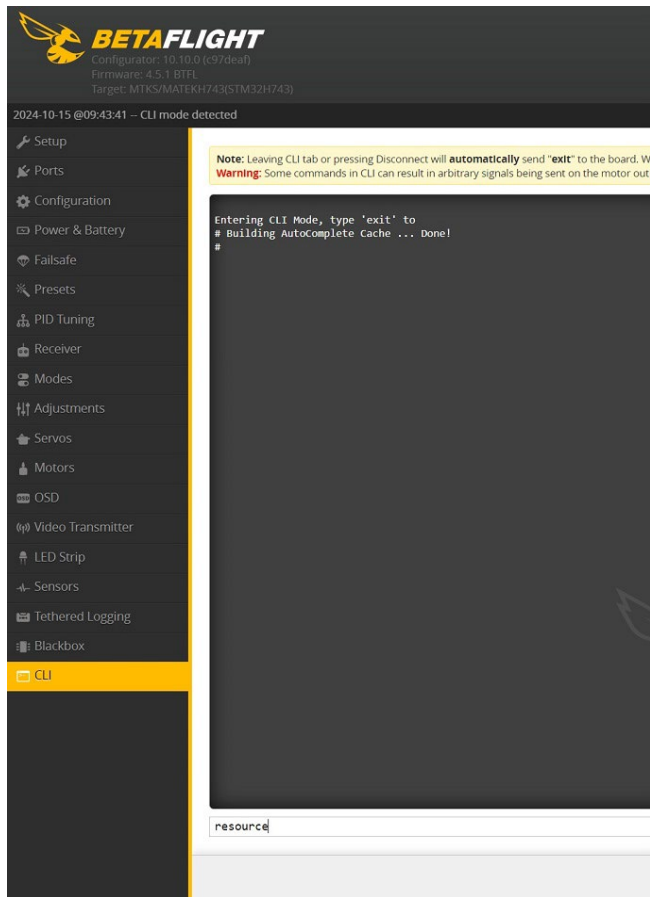 BETAFLIGHT
Configurator: 10.10.0 (c97deaf)
Firmware: 4.5.1 BTFL
Target: MTKS/MATEKH743(STM32H743)
2024-10-15 @09:43:41 -- CLI mode detected
Setup
Ports
Configuration
Power & Battery
Failsafe
Presets
PID Tuning
Receiver
Modes
Adjustments
Servos
Motors
OSD
Video Transmitter
LED Strip
Sensors
Tethered Logging
Blackbox
CLI
Note: Leaving CLI tab or pressing Disconnect will automatically send "exit" to the board. W
Warning: Some commands in CLI can result in arbitrary signals being sent on the motor out
Entering CLI Mode, type 'exit' to
# Building AutoComplete Cache ... Done!
#
resource